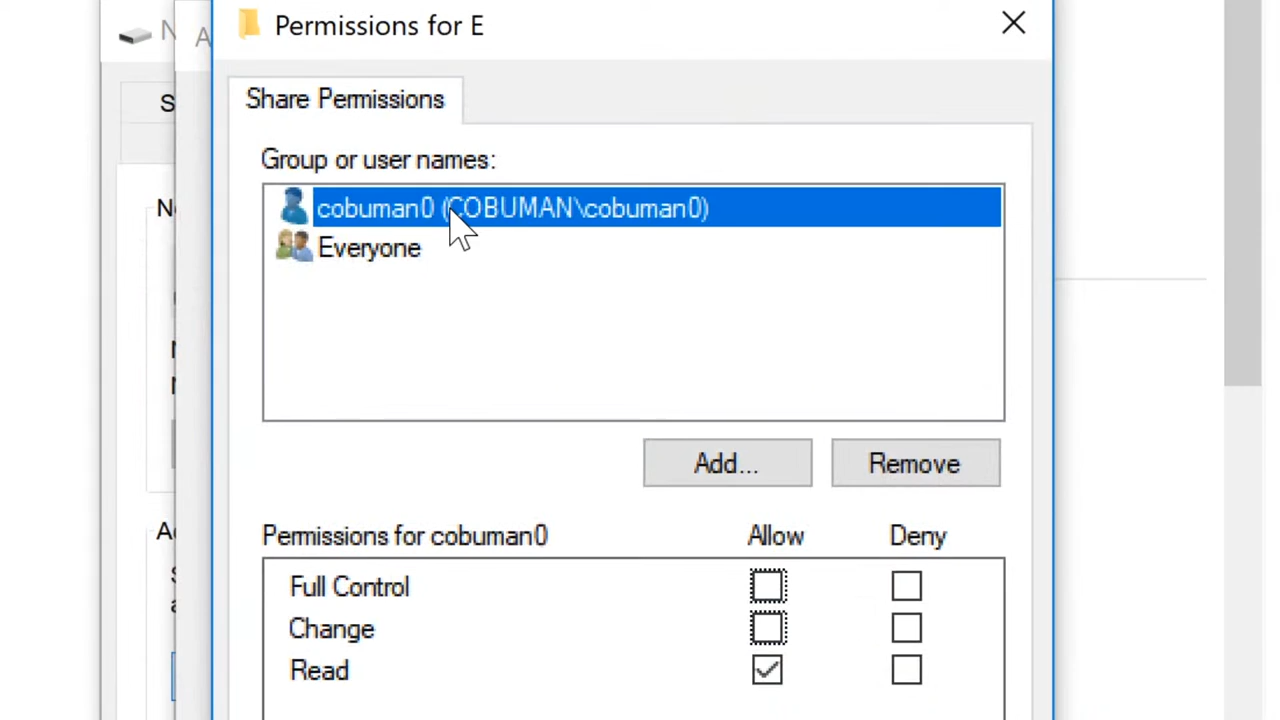 Permissions for E
Share Permissions
Group or user names:
cobuman0 (COBUMAN\cobuman0)
Everyone
Add...
Remove
Permissions for cobuman0
Allow
Deny
Full Control
Change
Read